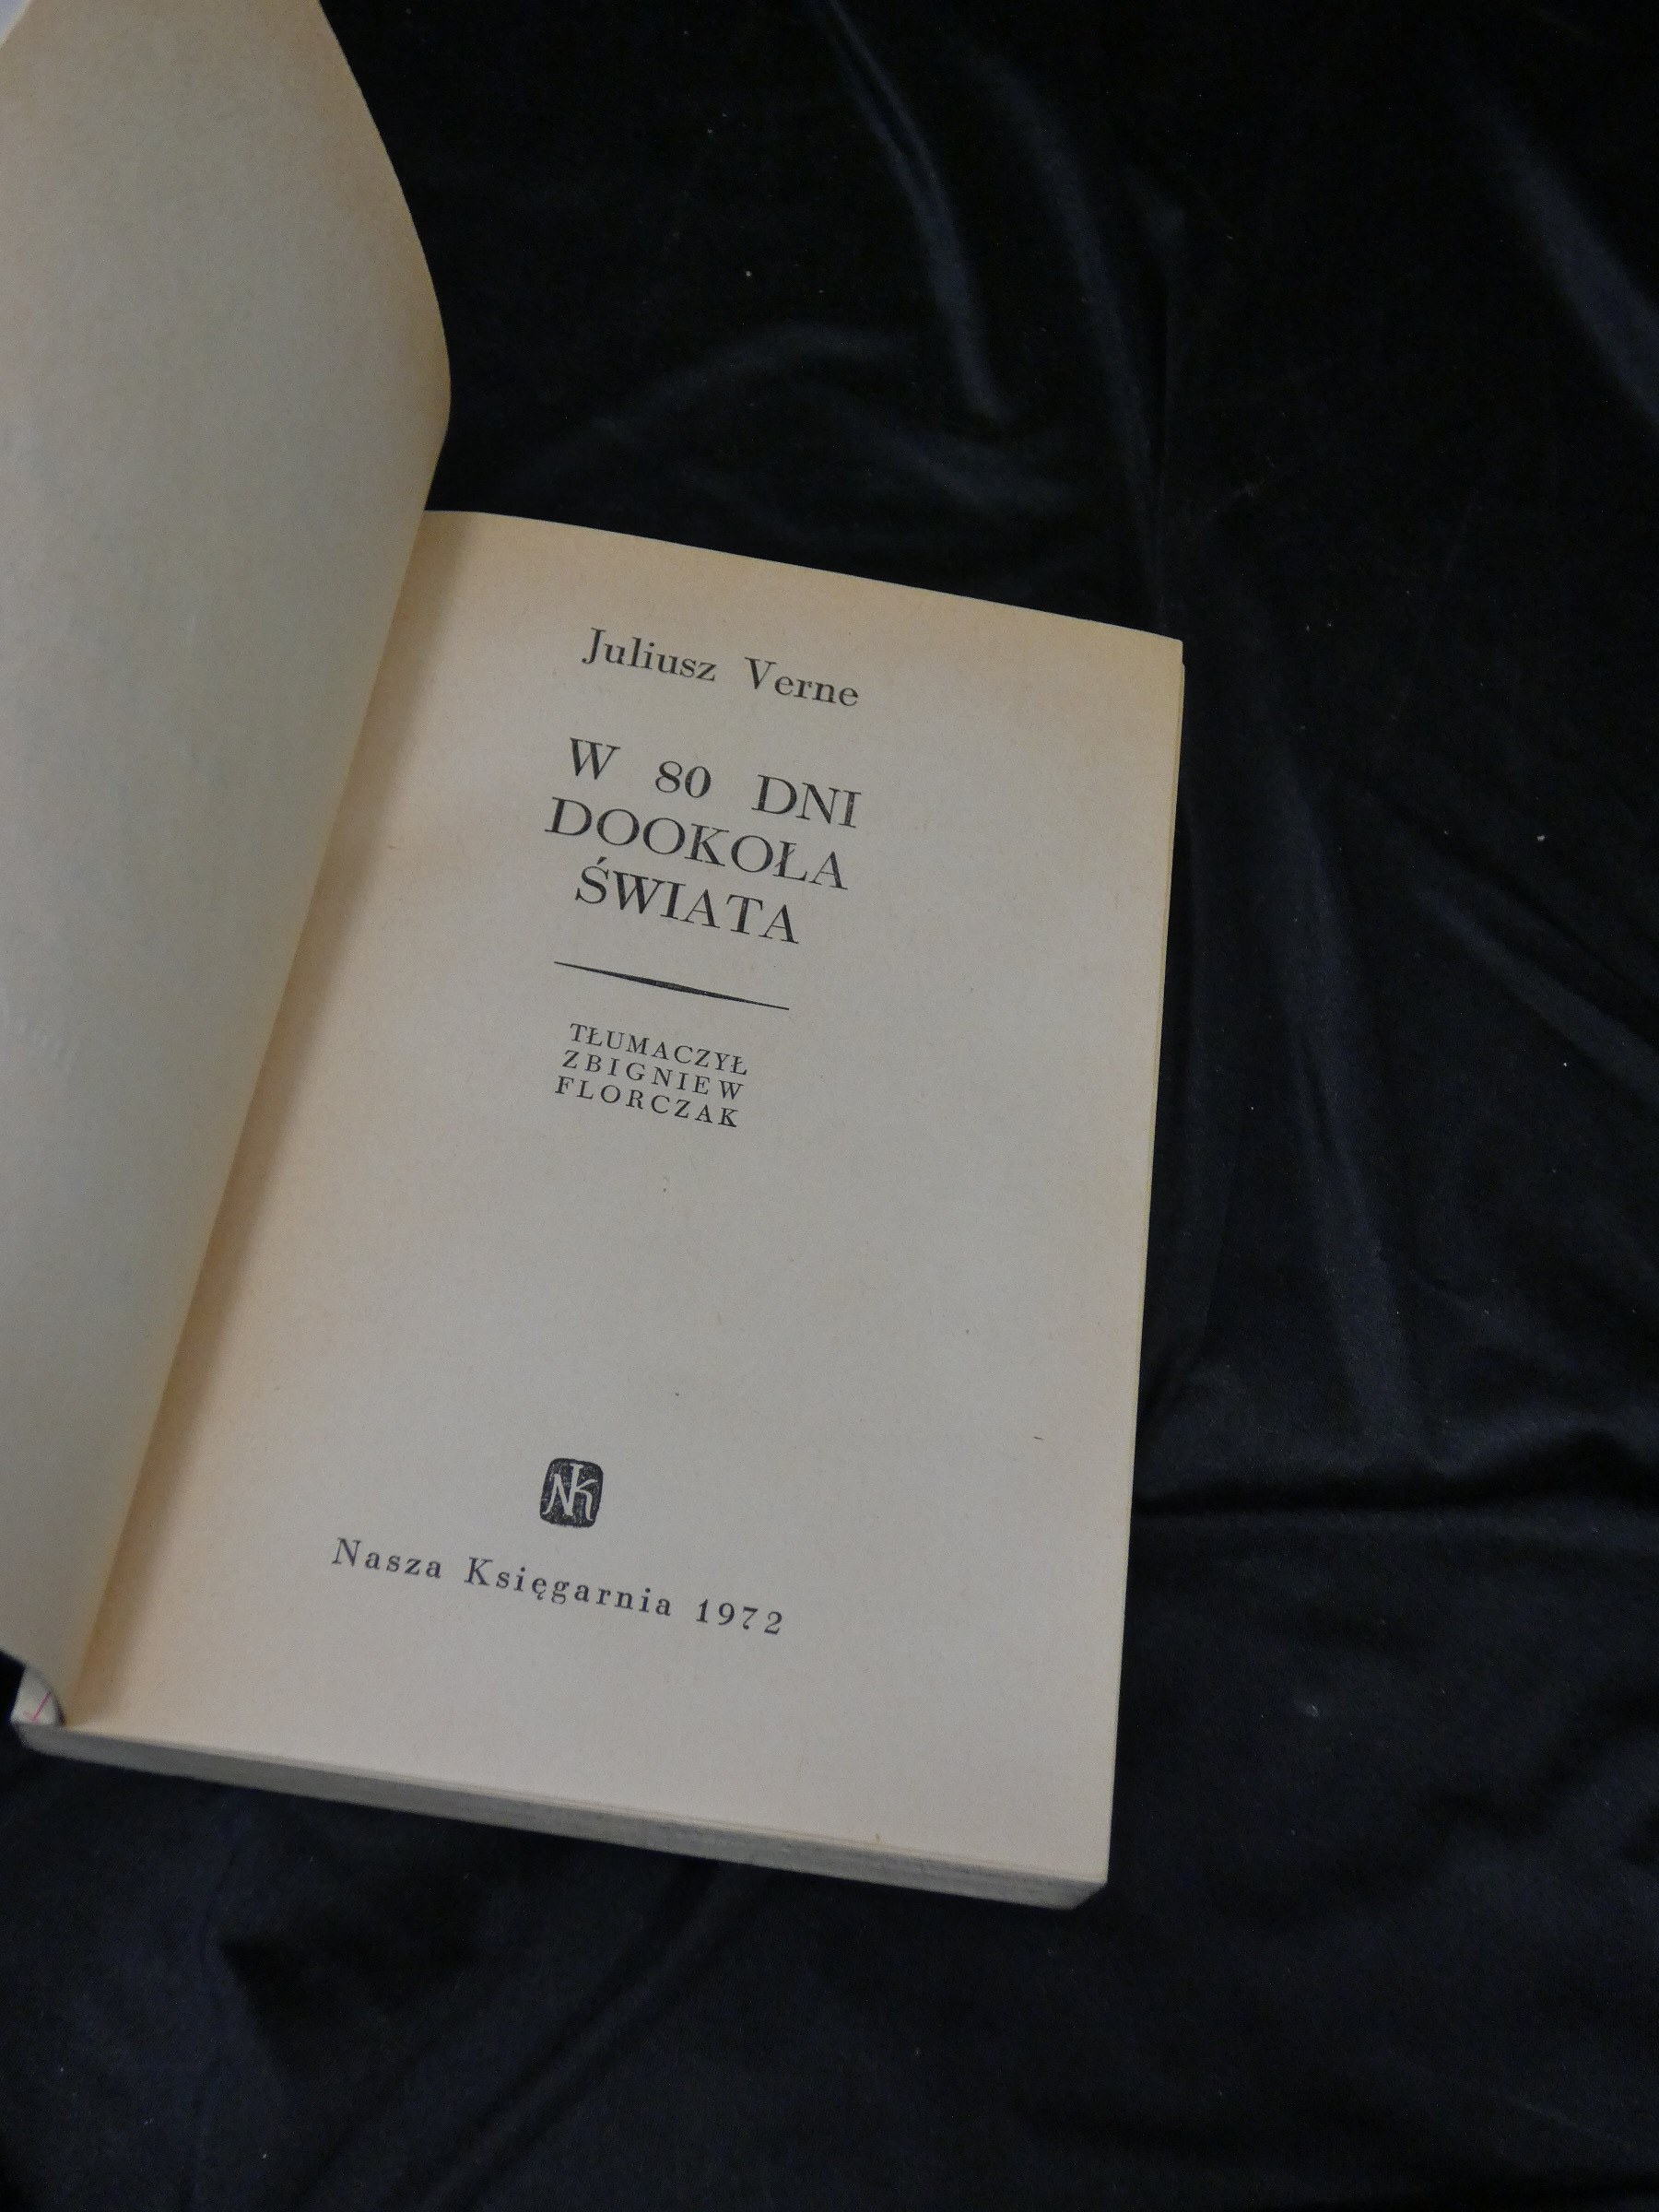 Juliusz Verne
W 80 DNI
DOOKOŁA
ŚWIATA
TŁUMACZYŁ
ZBIGNIEW
FLORCZAK
NK
Nasza Księgarnia 1972